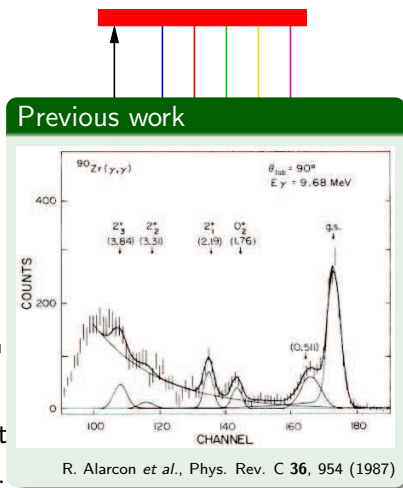 Previous work
⁹⁰Zr(γ,γ)
θlab = 90°
Eγ = 9.68 MeV
400
2⁺₃ 2⁺₂ 2⁺₁ 0⁺₂ g.s.
(3.84) (3.31) (2.19) (1.76)
COUNTS
200
(0.511)
0
100 120 140 160 180
CHANNEL
t
R. Alarcon et al., Phys. Rev. C 36, 954 (1987)
.